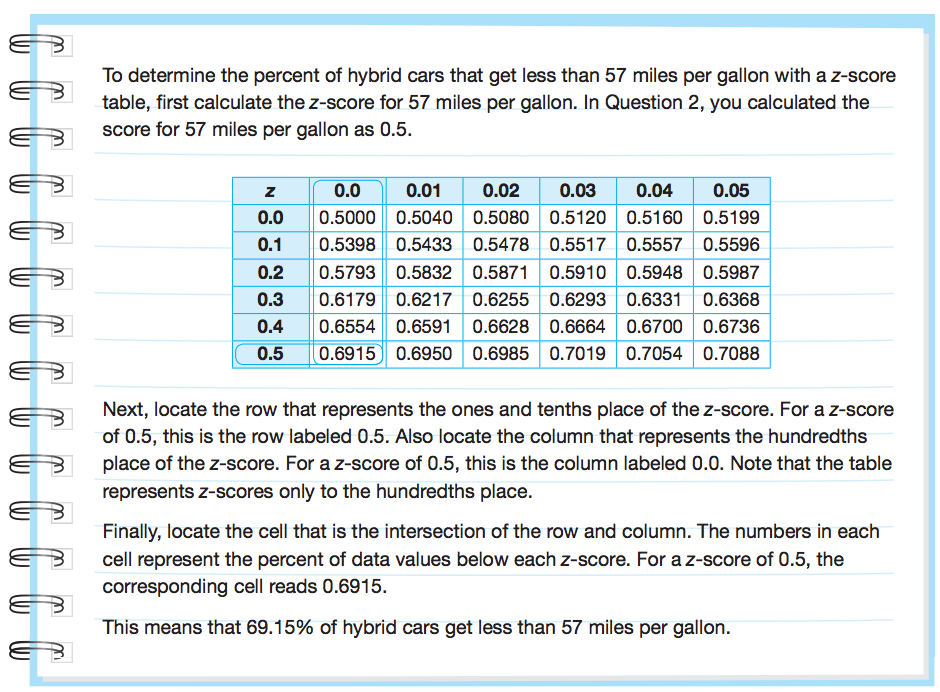 To determine the percent of hybrid cars that get less than 57 miles per gallon with a z-score
table, first calculate the z-score for 57 miles per gallon. In Question 2, you calculated the
score for 57 miles per gallon as 0.5.
z 0.0 0.01 0.02 0.03 0.04 0.05
0.0 0.5000 0.5040 0.5080 0.5120 0.5160 0.5199
0.1 0.5398 0.5433 0.5478 0.5517 0.5557 0.5596
0.2 0.5793 0.5832 0.5871 0.5910 0.5948 0.5987
0.3 0.6179 0.6217 0.6255 0.6293 0.6331 0.6368
0.4 0.6554 0.6591 0.6628 0.6664 0.6700 0.6736
0.5 0.6915 0.6950 0.6985 0.7019 0.7054 0.7088
Next, locate the row that represents the ones and tenths place of the z-score. For a z-score
of 0.5, this is the row labeled 0.5. Also locate the column that represents the hundredths
place of the z-score. For a z-score of 0.5, this is the column labeled 0.0. Note that the table
represents z-scores only to the hundredths place.
Finally, locate the cell that is the intersection of the row and column. The numbers in each
cell represent the percent of data values below each z-score. For a z-score of 0.5, the
corresponding cell reads 0.6915.
This means that 69.15% of hybrid cars get less than 57 miles per gallon.